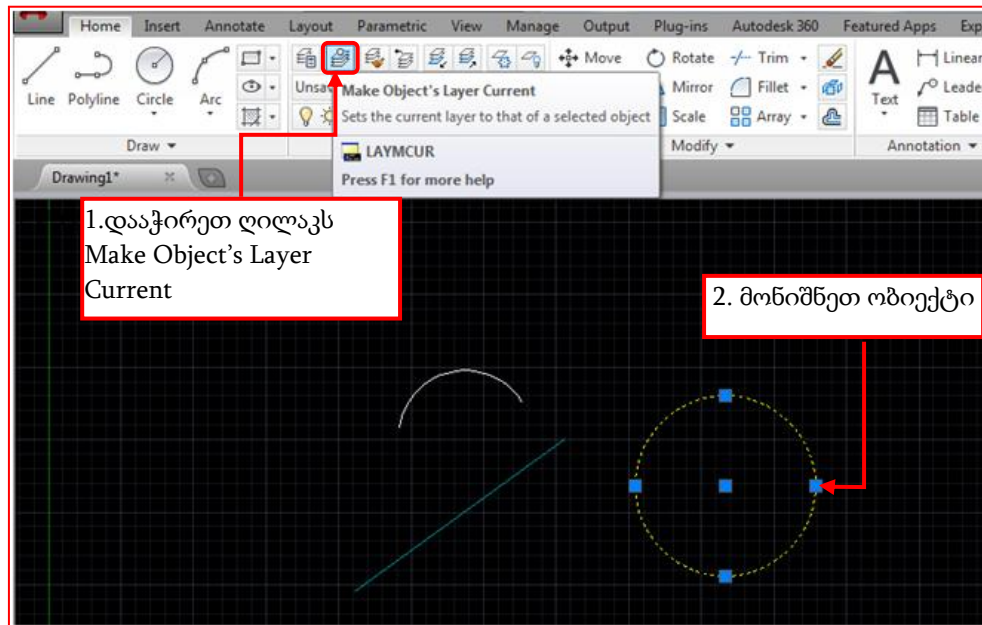 Home Insert Annotate Layout Parametric View Manage Output Plug-ins Autodesk 360 Featured Apps Exp
Move Rotate Trim
Unsa Mirror Fillet
Line Polyline Circle Arc Text
Scale Array
Linear
Leade
Table
Draw Modify Annotation
Make Object's Layer Current
Sets the current layer to that of a selected object
LAYMCUR
Press F1 for more help
Drawing1*
1.დააჭირეთ ღილაკს
Make Object’s Layer
Current
2. მონიშნეთ ობიექტი